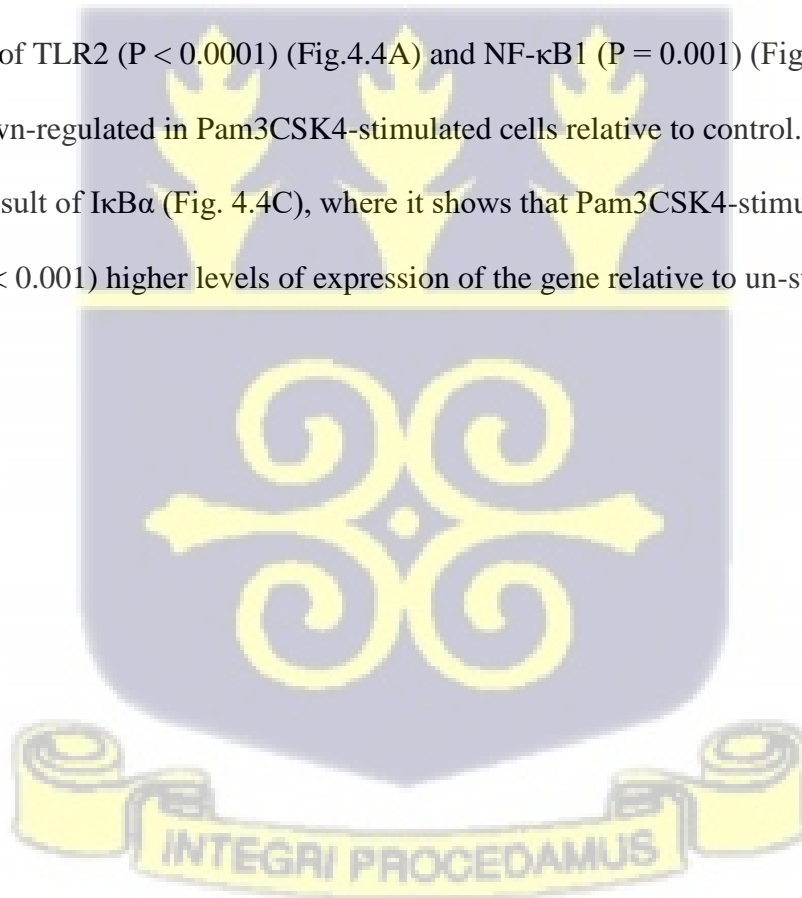 of TLR2 (P < 0.0001) (Fig.4.4A) and NF-κB1 (P = 0.001) (Fig
wn-regulated in Pam3CSK4-stimulated cells relative to control.
sult of IκBα (Fig. 4.4C), where it shows that Pam3CSK4-stimu
< 0.001) higher levels of expression of the gene relative to un-s
INTEGRI PROCEDAMUS